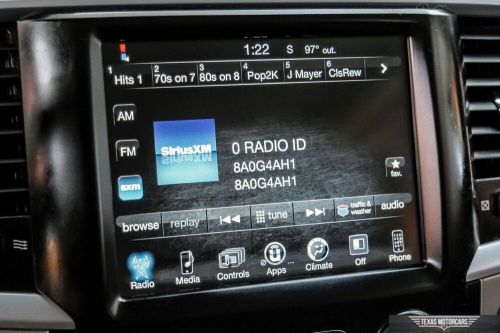 1:22 S 97° out.
1 2 3 4 5 6
Hits 1 70s on 7 80s on 8 Pop2K J Mayer ClsRew
AM
FM
sxm
SiriusXM
0 RADIO ID
8A0G4AH1
8A0G4AH1
fav.
browse replay tune traffic & weather audio
Radio Media Controls Apps Climate Off Phone
TEXAS MOTORCARS